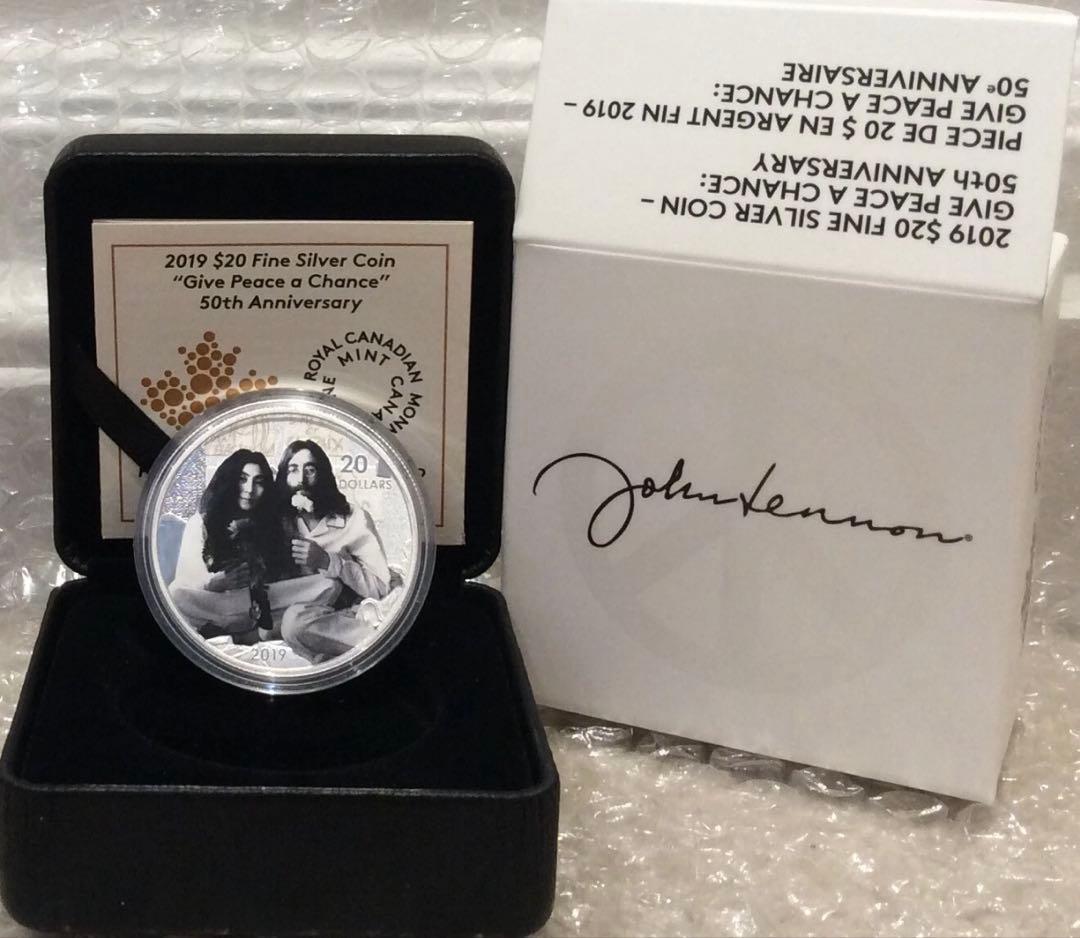 2019 $20 Fine Silver Coin
"Give Peace a Chance"
50th Anniversary
ROYAL CANADIAN
MINT
20
DOLLARS
2019
2019 $20 FINE SILVER COIN –
GIVE PEACE A CHANCE:
50th ANNIVERSARY
PIECE DE 20 $ EN ARGENT FIN 2019 –
GIVE PEACE A CHANCE:
50e ANNIVERSAIRE
John Lennon